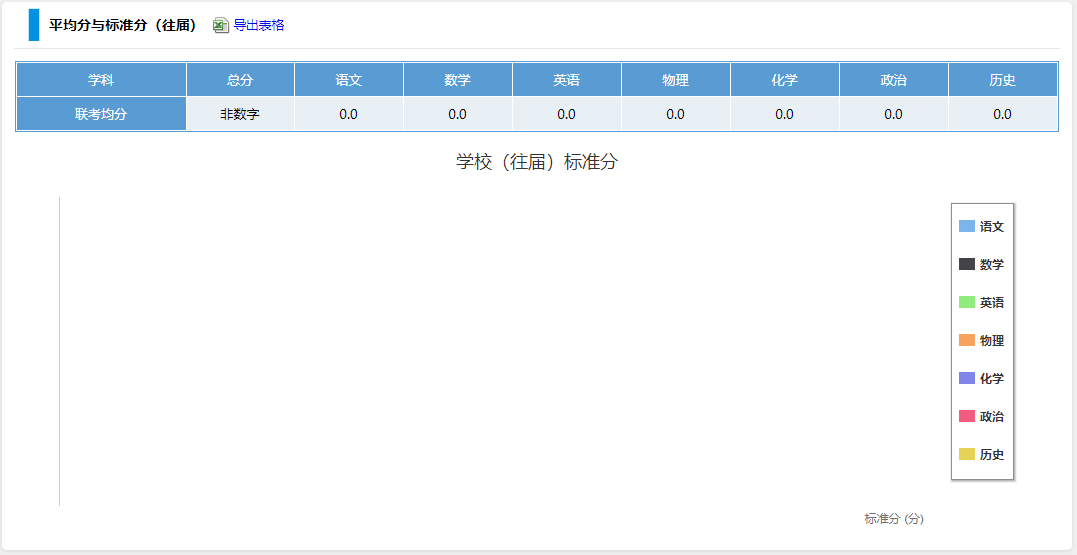 平均分与标准分（往届） 导出表格
学科 总分 语文 数学 英语 物理 化学 政治 历史
联考均分 非数字 0.0 0.0 0.0 0.0 0.0 0.0 0.0
学校（往届）标准分
语文
数学
英语
物理
化学
政治
历史
标准分 (分)